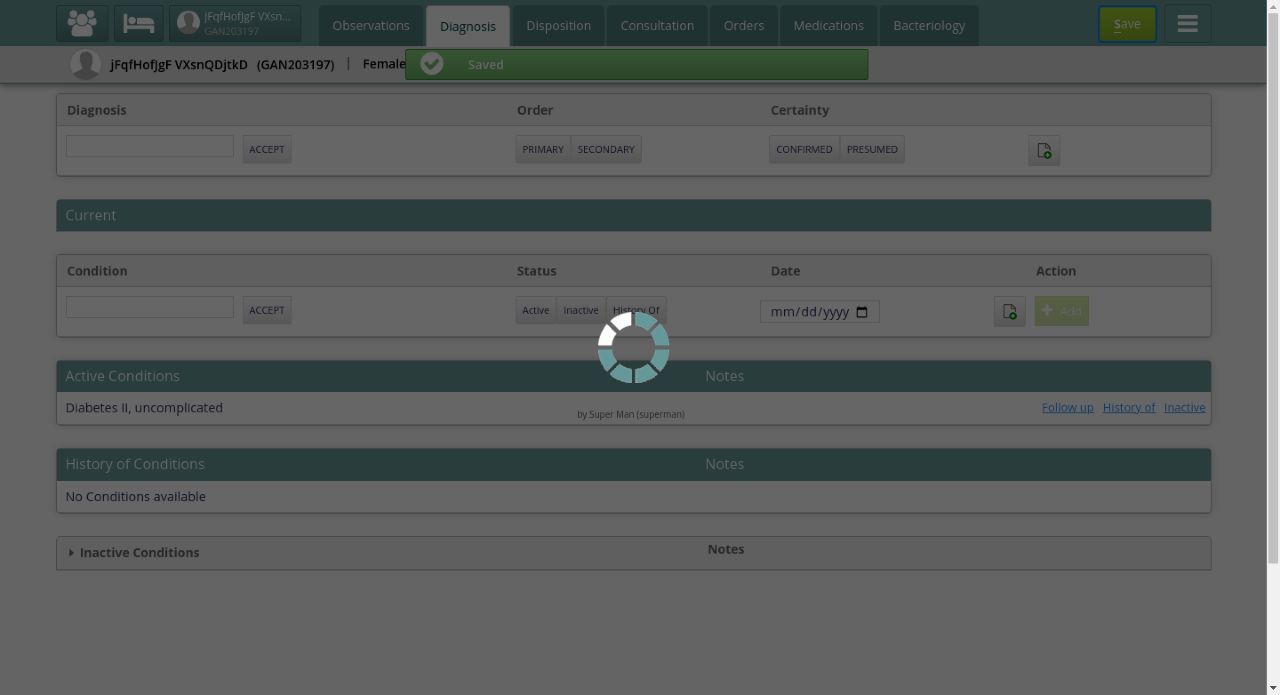 jFqfHofJgF VXsn...
GAN203197
Observations
Diagnosis
Disposition
Consultation
Orders
Medications
Bacteriology
Save
jFqfHofJgF VXsnQDjtkD (GAN203197) | Female
Saved
Diagnosis Order Certainty
ACCEPT PRIMARY SECONDARY CONFIRMED PRESUMED
Current
Condition Status Date Action
ACCEPT Active Inactive History Of mm/dd/yyyy Add
Active Conditions Notes
Diabetes II, uncomplicated Follow up History of Inactive
by Super Man (superman)
History of Conditions Notes
No Conditions available
Inactive Conditions Notes